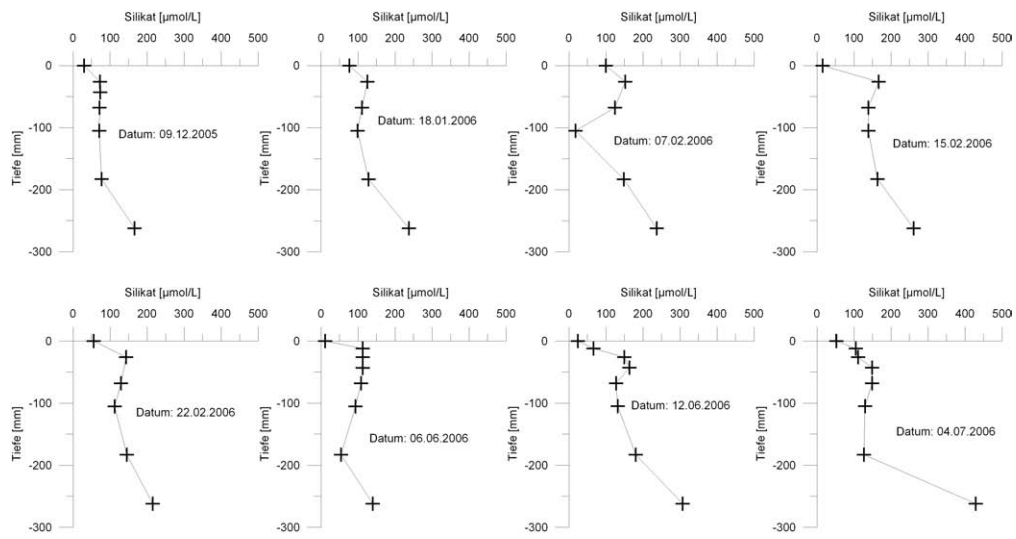 Silikat [µmol/L] Silikat [µmol/L] Silikat [µmol/L] Silikat [µmol/L]
0 100 200 300 400 500 0 100 200 300 400 500 0 100 200 300 400 500 0 100 200 300 400 500
0 0 0 0
-100 -100 -100 -100
Datum: 09.12.2005 Datum: 18.01.2006 Datum: 07.02.2006 Datum: 15.02.2006
Tiefe [mm] Tiefe [mm] Tiefe [mm] Tiefe [mm]
-200 -200 -200 -200
-300 -300 -300 -300
Silikat [µmol/L] Silikat [µmol/L] Silikat [µmol/L] Silikat [µmol/L]
0 100 200 300 400 500 0 100 200 300 400 500 0 100 200 300 400 500 0 100 200 300 400 500
0 0 0 0
-100 -100 -100 -100
Datum: 22.02.2006 Datum: 06.06.2006 Datum: 12.06.2006 Datum: 04.07.2006
Tiefe [mm] Tiefe [mm] Tiefe [mm] Tiefe [mm]
-200 -200 -200 -200
-300 -300 -300 -300